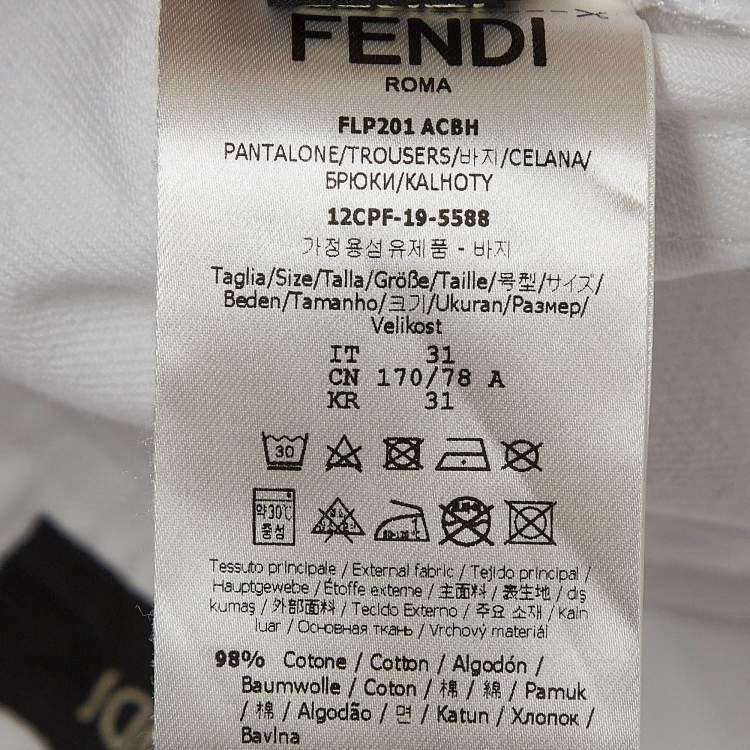 FENDI
ROMA
FLP201 ACBH
PANTALONE/TROUSERS/바지/CELANA/
БРЮКИ/KALHOTY
12CPF-19-5588
가정용섬유제품 - 바지
Taglia/Size/Talla/Größe/Taille/号型/サイズ/
Beden/Tamanho/크기/Ukuran/Размер/
Velikost
IT 31
CN 170/78 A
KR 31
30
약30℃
중성
Tessuto principale / External fabric / Tejido principal /
Hauptgewebe / Étoffe externe / 主面料 / 表生地 / dış
kumaş / 外部面料 / Tecido Externo / 주요 소재 / Kain
luar / Основная ткань / Vrchový materiál
98% Cotone / Cotton / Algodón /
Baumwolle / Coton / 棉 / 綿 / Pamuk
/ 棉 / Algodão / 면 / Katun / Хлопок /
Bavlna